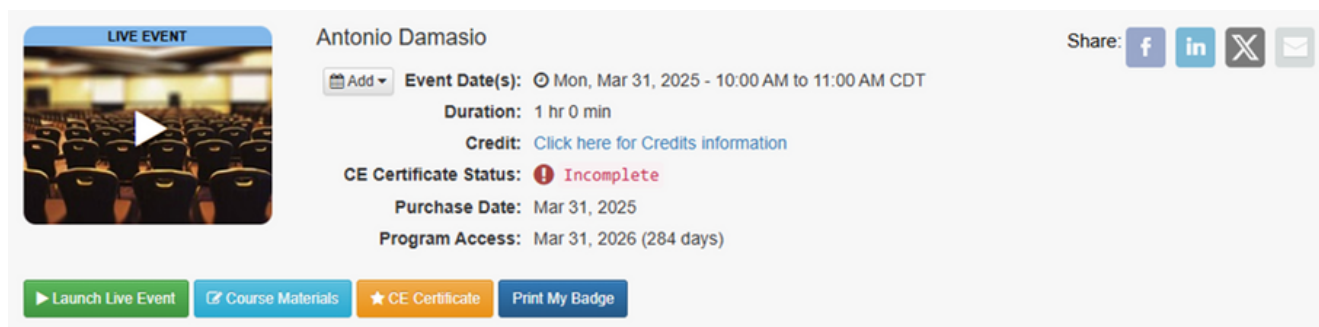 LIVE EVENT
Antonio Damasio
Share:
Add
Event Date(s): Mon, Mar 31, 2025 - 10:00 AM to 11:00 AM CDT
Duration: 1 hr 0 min
Credit: Click here for Credits information
CE Certificate Status: Incomplete
Purchase Date: Mar 31, 2025
Program Access: Mar 31, 2026 (284 days)
Launch Live Event
Course Materials
CE Certificate
Print My Badge